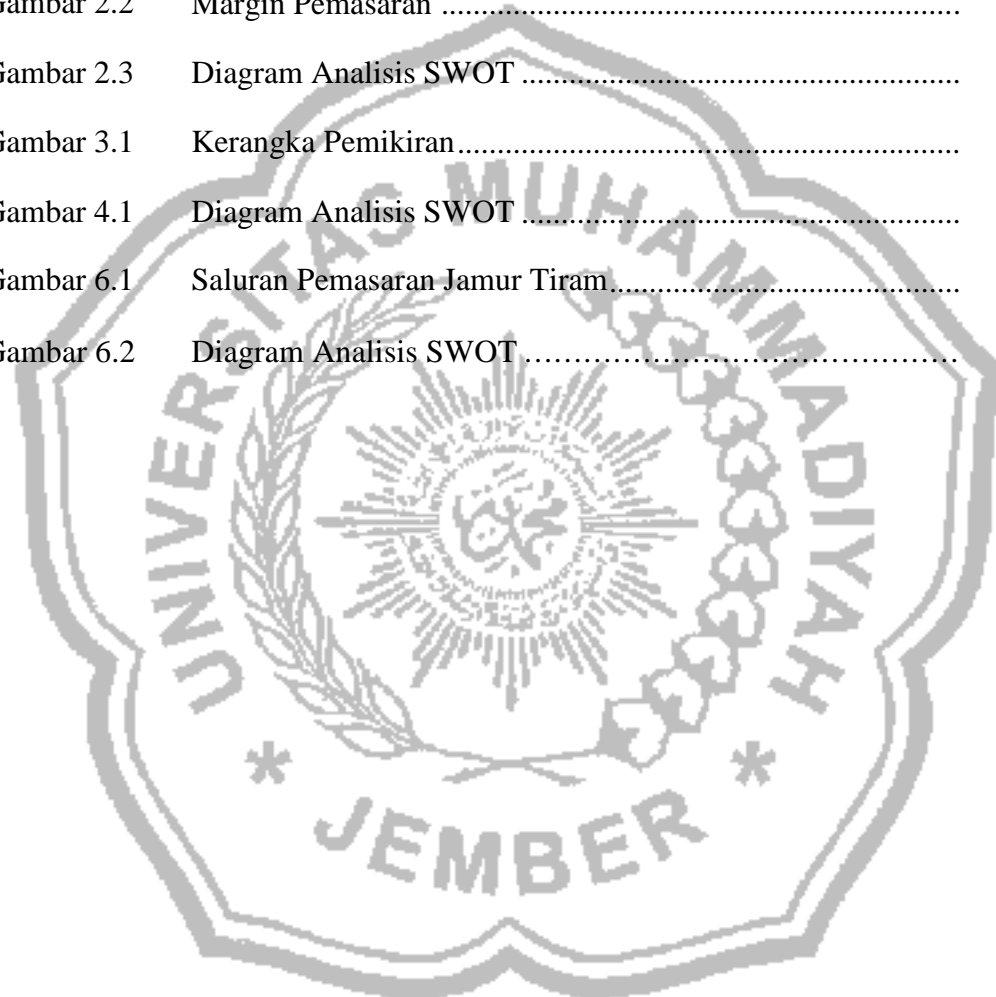 Gambar 2.2 Margin Pemasaran ................................................................
Gambar 2.3 Diagram Analisis SWOT .....................................................
Gambar 3.1 Kerangka Pemikiran.............................................................
Gambar 4.1 Diagram Analisis SWOT .....................................................
Gambar 6.1 Saluran Pemasaran Jamur Tiram..........................................
Gambar 6.2 Diagram Analisis SWOT ……………………………………
UNIVERSITAS MUHAMMADIYAH
* JEMBER *